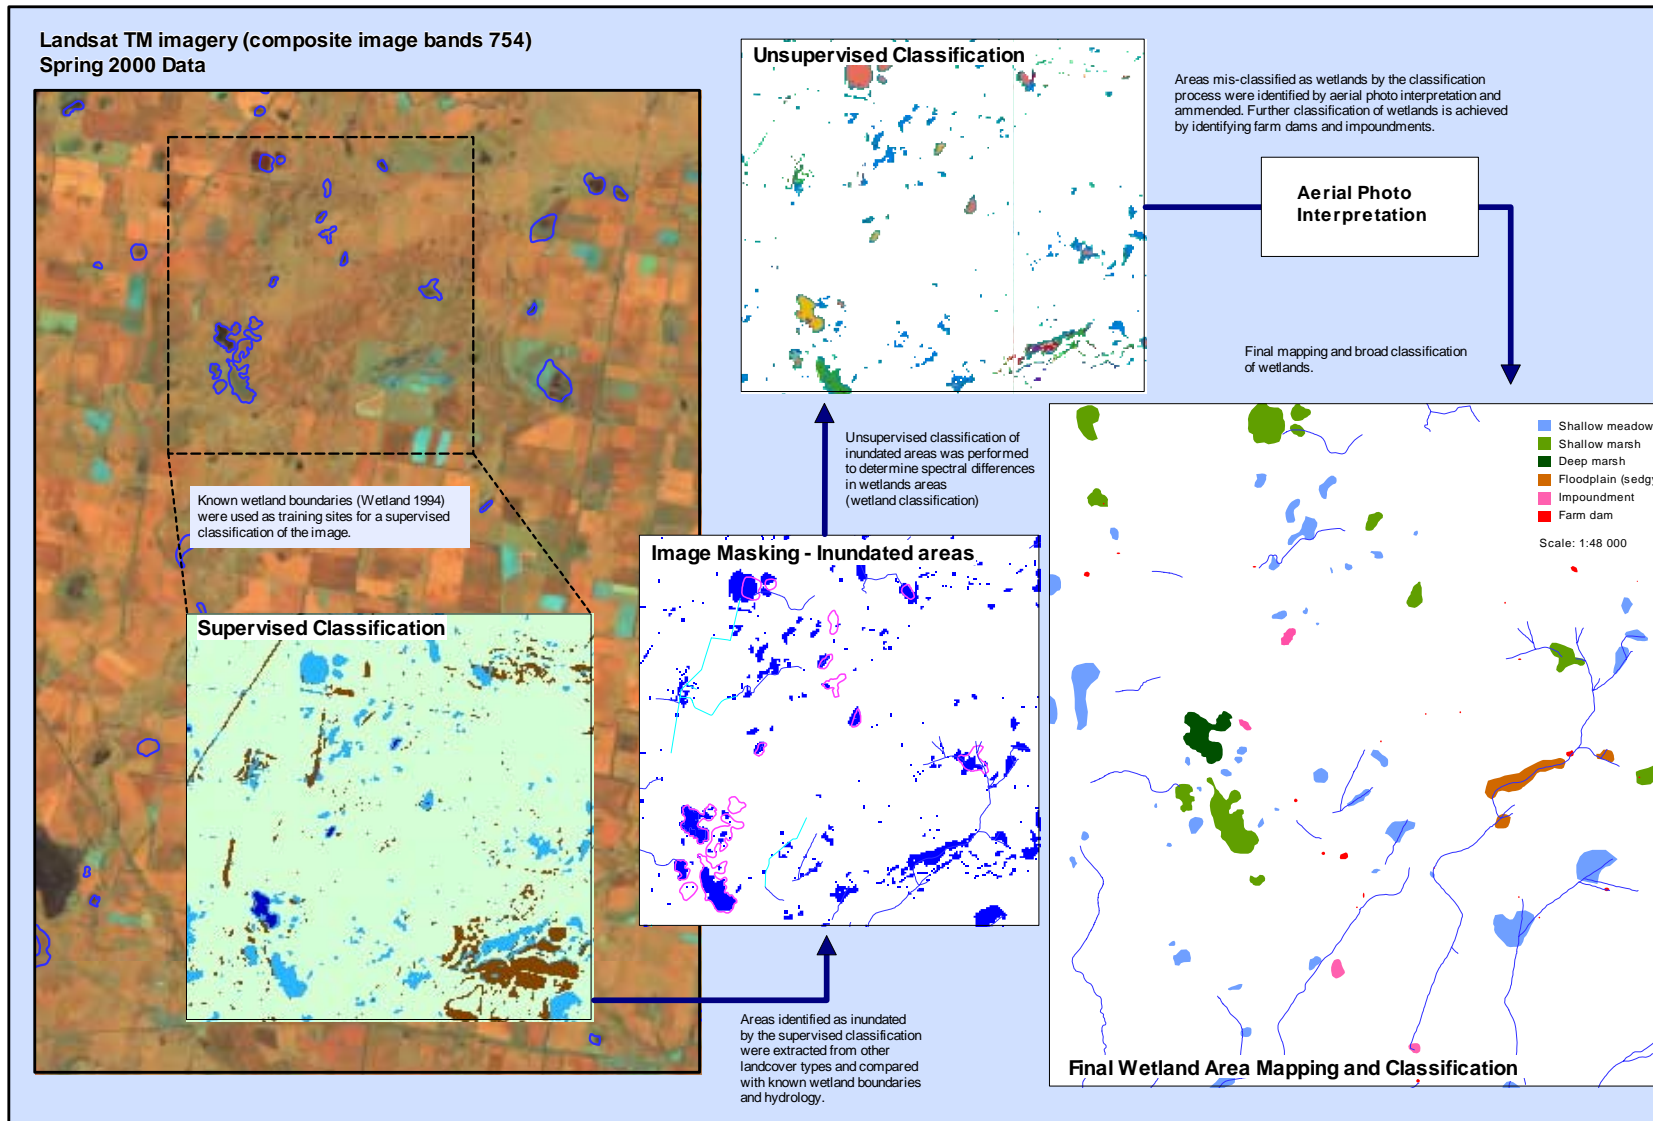 Landsat TM imagery (composite image bands 754)
Spring 2000 Data
Known wetland boundaries (Wetland 1994)
were used as training sites for a supervised
classification of the image.
Supervised Classification
Areas identified as inundated
by the supervised classification
were extracted from other
landcover types and compared
with known wetland boundaries
and hydrology.
Image Masking - Inundated areas
Unsupervised classification of
inundated areas was performed
to determine spectral differences
in wetlands areas
(wetland classification)
Unsupervised Classification
Areas mis-classified as wetlands by the classification
process were identified by aerial photo interpretation and
ammended. Further classification of wetlands is achieved
by identifying farm dams and impoundments.
Aerial Photo
Interpretation
Final mapping and broad classification
of wetlands.
Shallow meadow
Shallow marsh
Deep marsh
Floodplain (sedgy
Impoundment
Farm dam
Scale: 1:48 000
Final Wetland Area Mapping and Classification